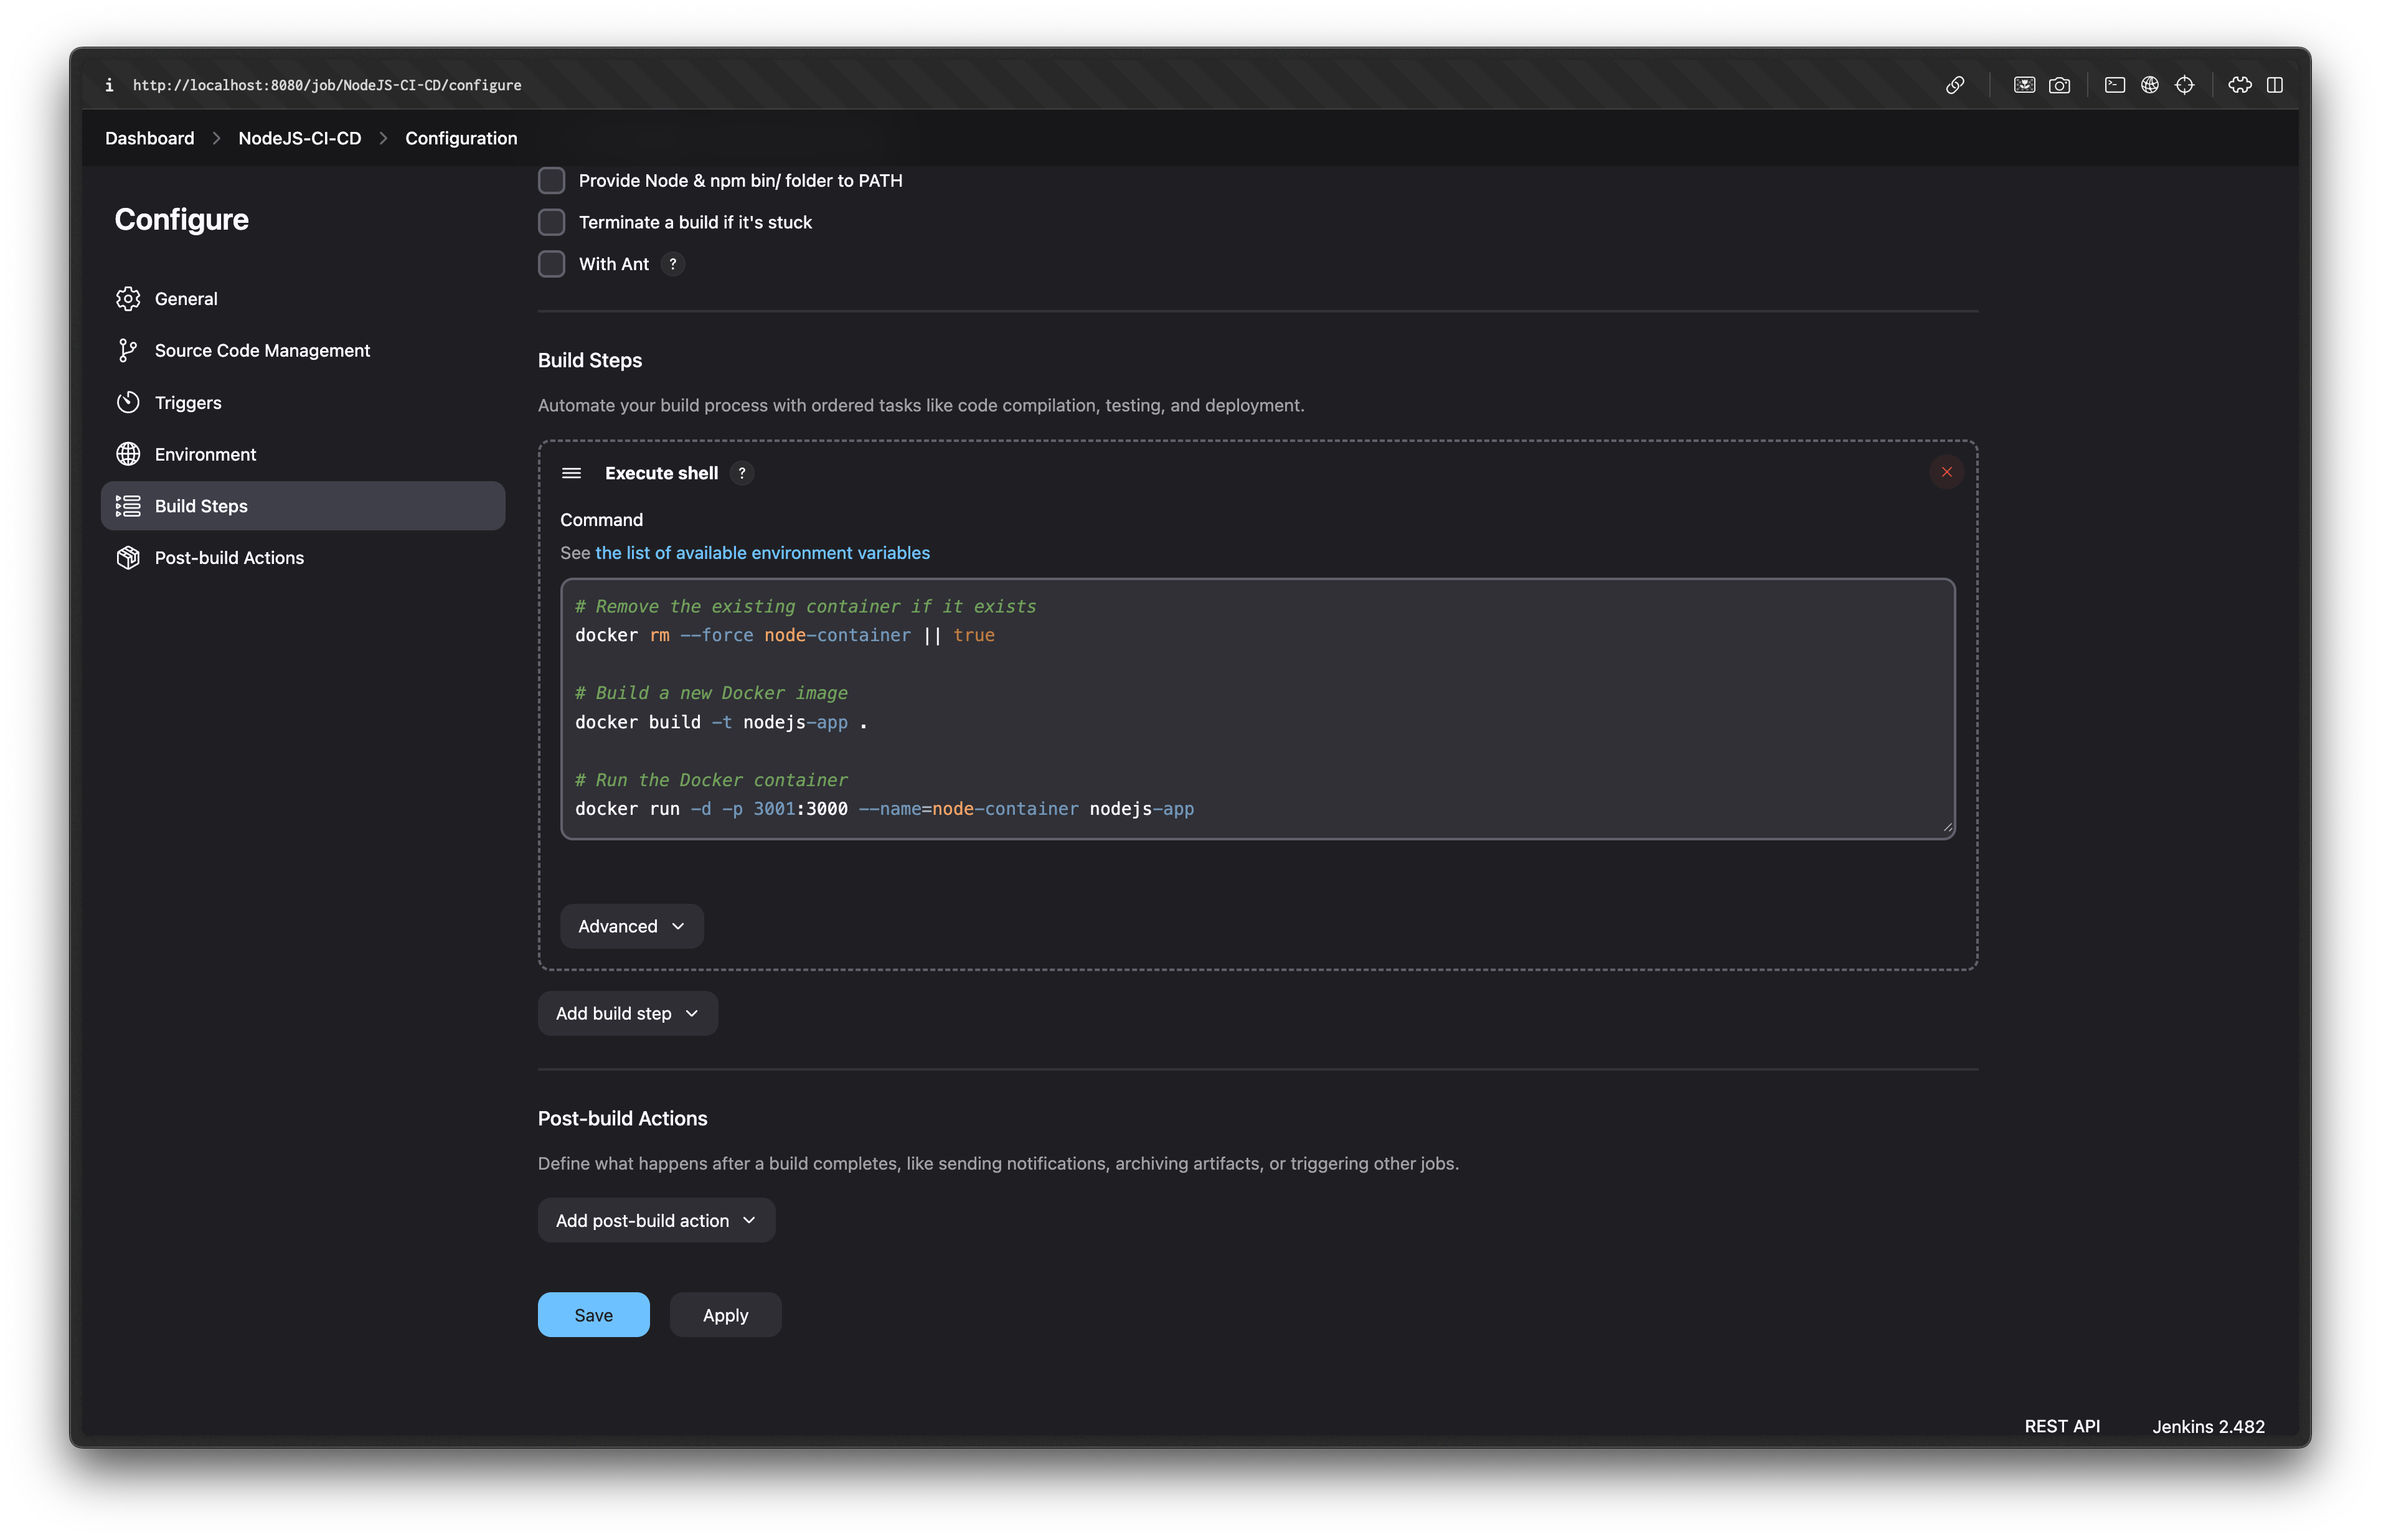 i http://localhost:8080/job/NodeJS-CI-CD/configure
Dashboard > NodeJS-CI-CD > Configuration
Configure
General
Source Code Management
Triggers
Environment
Build Steps
Post-build Actions
Provide Node & npm bin/ folder to PATH
Terminate a build if it's stuck
With Ant ?
Build Steps
Automate your build process with ordered tasks like code compilation, testing, and deployment.
Execute shell ?
Command
See the list of available environment variables
# Remove the existing container if it exists
docker rm --force node-container || true
# Build a new Docker image
docker build -t nodejs-app .
# Run the Docker container
docker run -d -p 3001:3000 --name=node-container nodejs-app
Advanced
Add build step
Post-build Actions
Define what happens after a build completes, like sending notifications, archiving artifacts, or triggering other jobs.
Add post-build action
Save Apply
REST API Jenkins 2.482